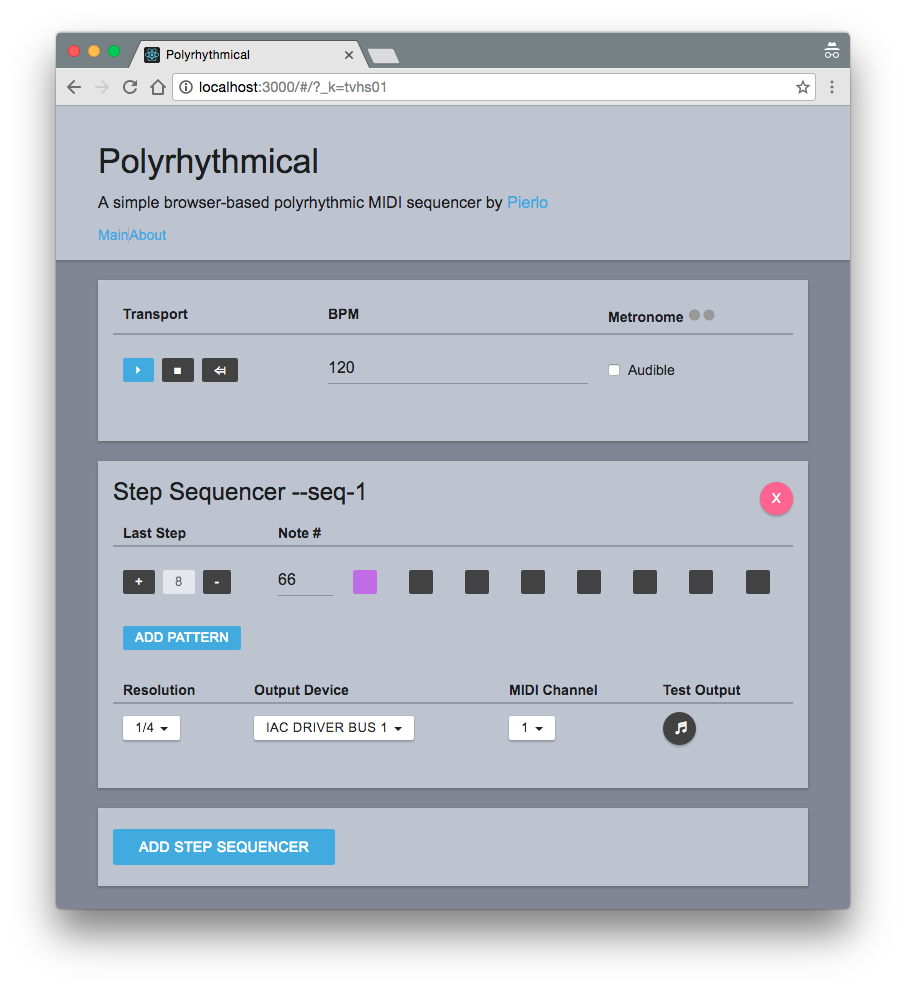 Polyrhythmical
localhost:3000/#/?_k=tvhs01
Polyrhythmical
A simple browser-based polyrhythmic MIDI sequencer by Pierlo
Main|About
Transport BPM Metronome
120 Audible
Step Sequencer --seq-1 X
Last Step Note #
+ 8 - 66
ADD PATTERN
Resolution Output Device MIDI Channel Test Output
1/4 IAC DRIVER BUS 1 1
ADD STEP SEQUENCER